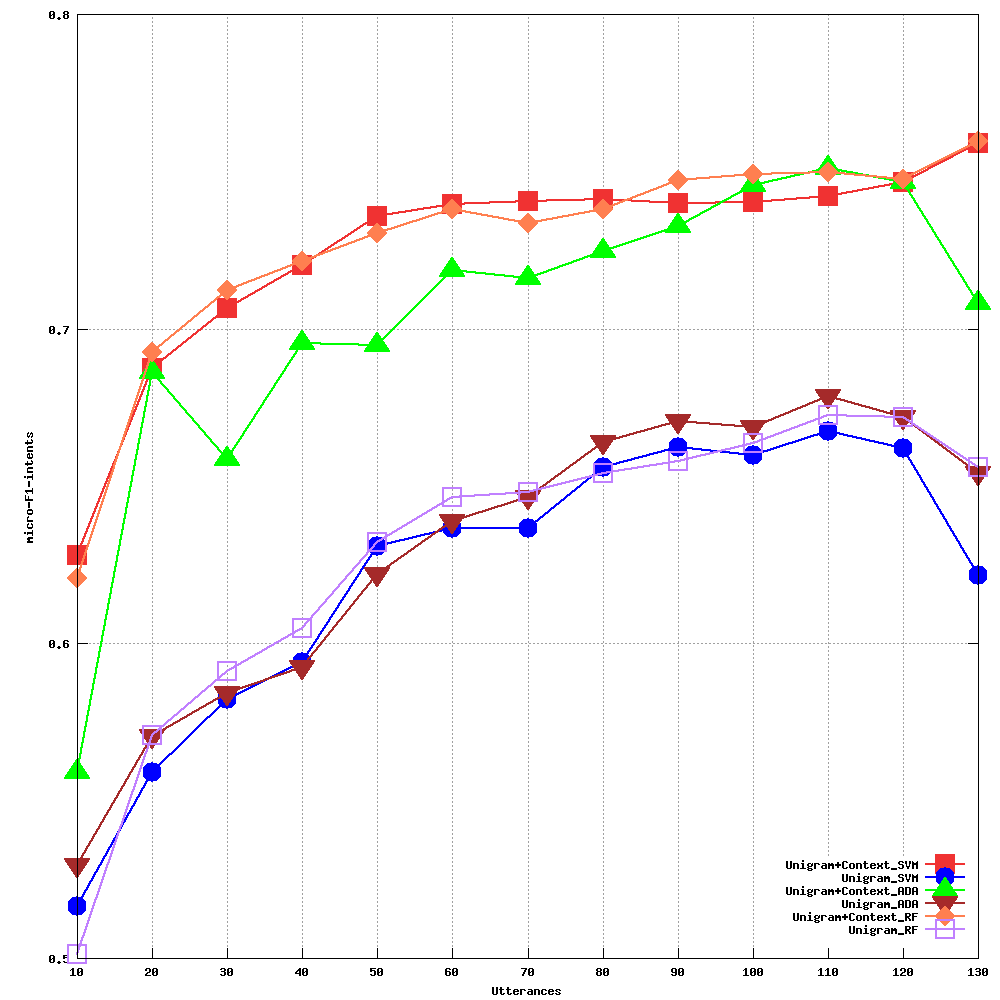 0.8
0.7
0.6
0.5
micro-F1-intents
Unigram+Context_SVM
Unigram_SVM
Unigram+Context_ADA
Unigram_ADA
Unigram+Context_RF
Unigram_RF
10 20 30 40 50 60 70 80 90 100 110 120 130
Utterances